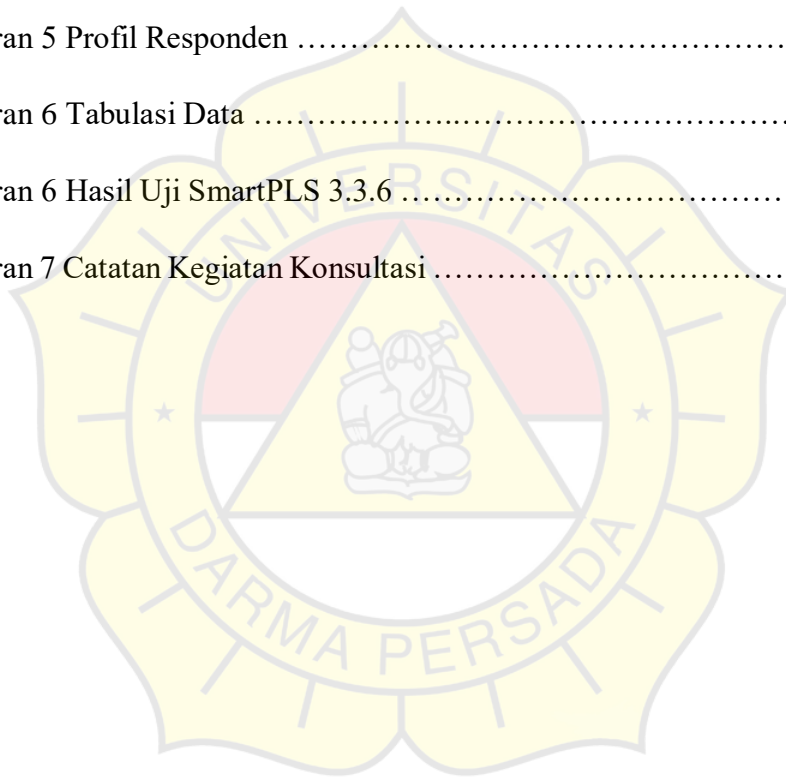 ran 5 Profil Responden ……………………………………………………
ran 6 Tabulasi Data ………………..……………………………………
ran 6 Hasil Uji SmartPLS 3.3.6 ……………….……………………………
ran 7 Catatan Kegiatan Konsultasi ……………………………………
UNIVERSITAS
DARMA PERSADA